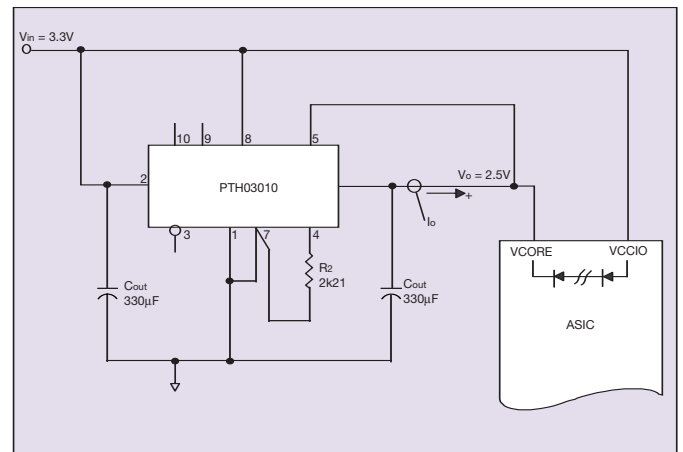 Vin = 3.3V
10
9
8
5
2
PTH03010
Vo = 2.5V
+
Io
3
1
7
4
R2
2k21
Cout
330µF
Cout
330µF
VCORE
VCCIO
ASIC